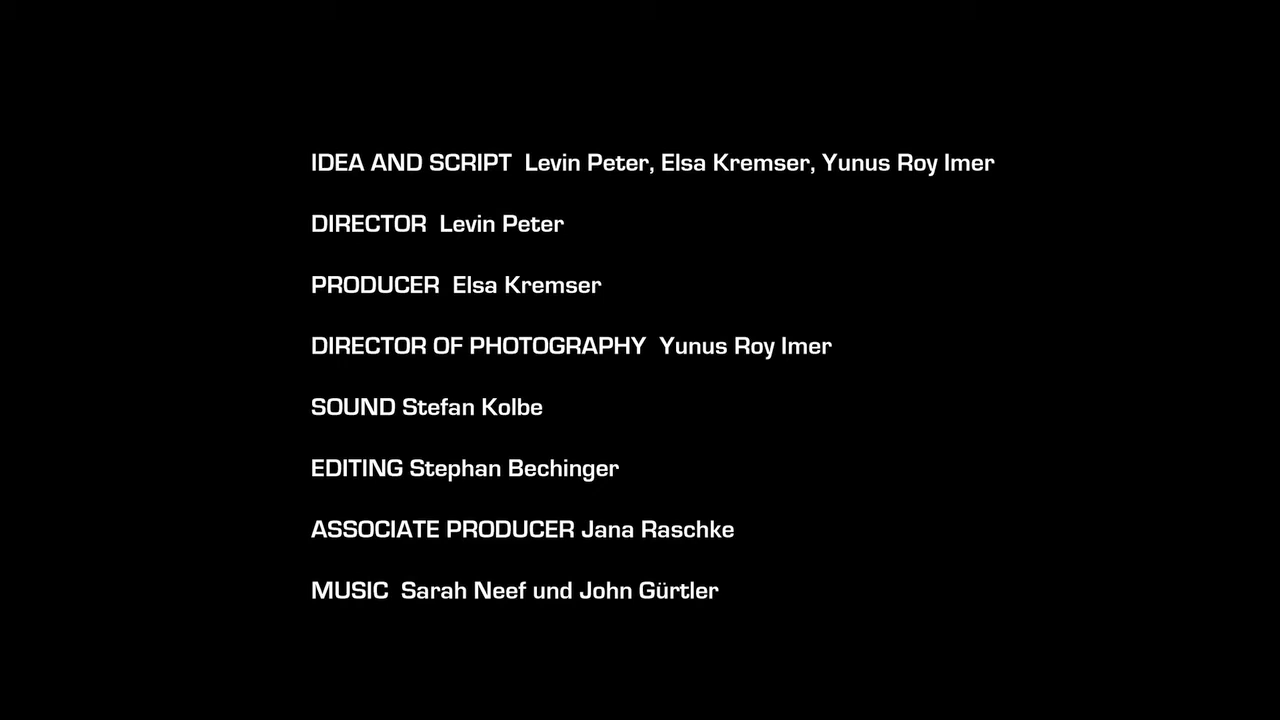 IDEA AND SCRIPT Levin Peter, Elsa Kremser, Yunus Roy Imer
DIRECTOR Levin Peter
PRODUCER Elsa Kremser
DIRECTOR OF PHOTOGRAPHY Yunus Roy Imer
SOUND Stefan Kolbe
EDITING Stephan Bechinger
ASSOCIATE PRODUCER Jana Raschke
MUSIC Sarah Neef und John Gürtler